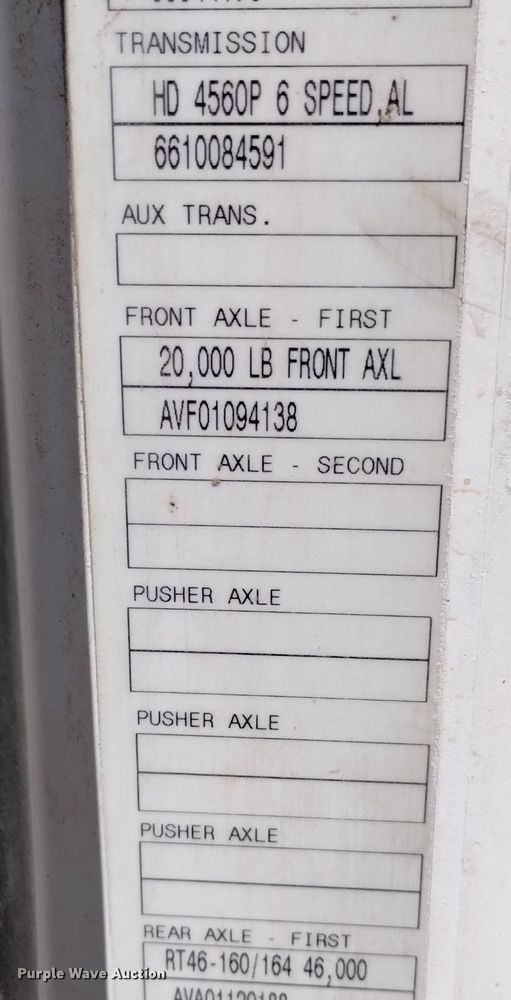 TRANSMISSION
HD 4560P 6 SPEED,AL
6610084591
AUX TRANS.
FRONT AXLE - FIRST
20,000 LB FRONT AXL
AVF01094138
FRONT AXLE - SECOND
PUSHER AXLE
PUSHER AXLE
PUSHER AXLE
REAR AXLE - FIRST
RT46-160/164 46,000
Purple Wave Auction